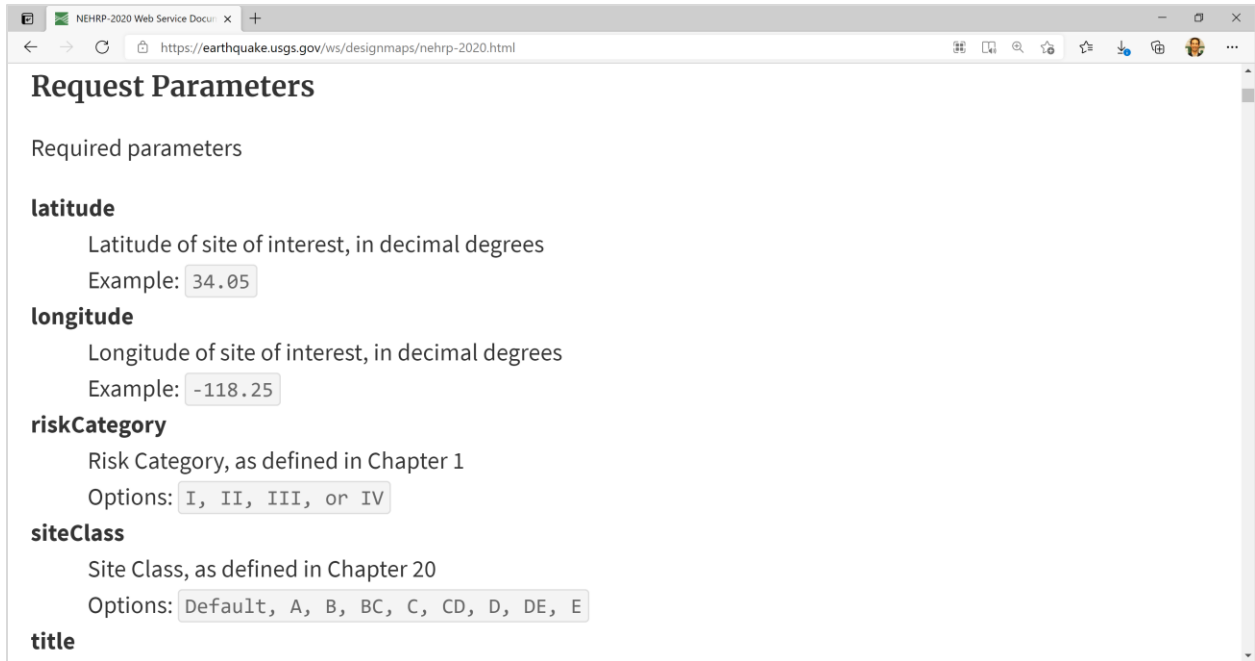 NEHRP-2020 Web Service Docun
https://earthquake.usgs.gov/ws/designmaps/nehrp-2020.html
Request Parameters
Required parameters
latitude
Latitude of site of interest, in decimal degrees
Example: 34.05
longitude
Longitude of site of interest, in decimal degrees
Example: -118.25
riskCategory
Risk Category, as defined in Chapter 1
Options: I, II, III, or IV
siteClass
Site Class, as defined in Chapter 20
Options: Default, A, B, BC, C, CD, D, DE, E
title